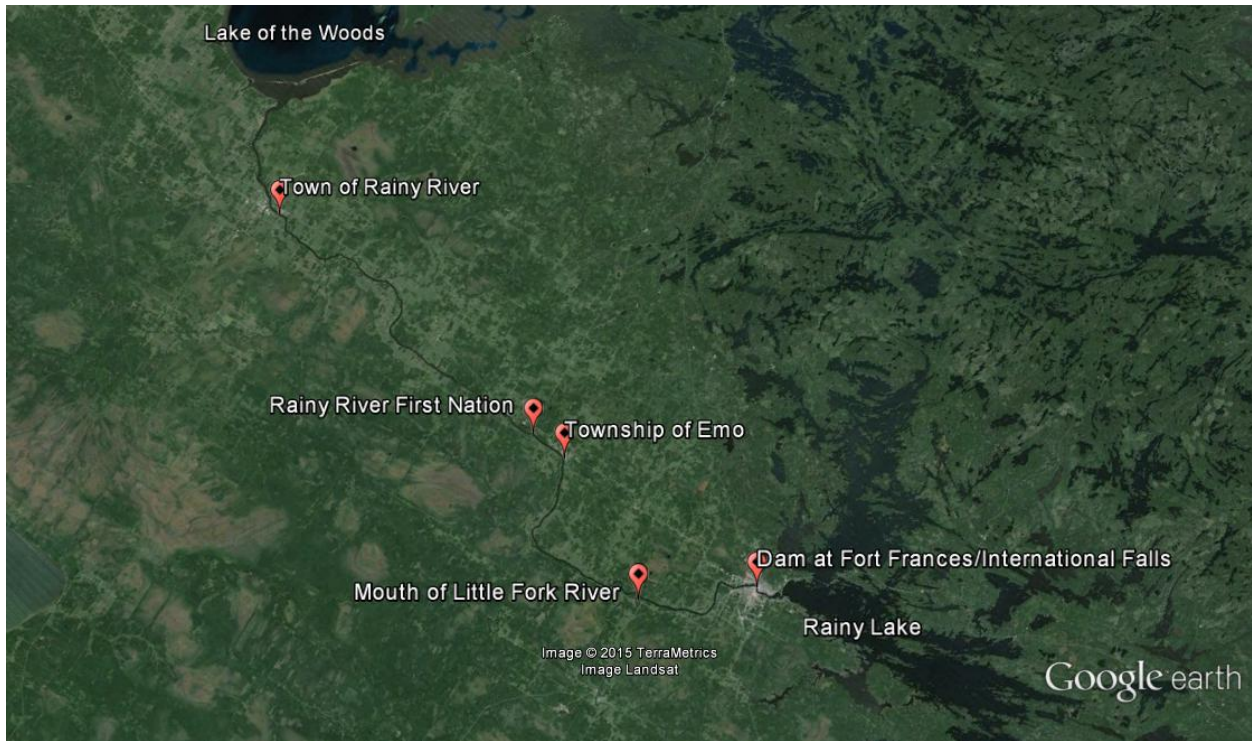 Lake of the Woods
Town of Rainy River
Rainy River First Nation
Township of Emo
Dam at Fort Frances/International Falls
Mouth of Little Fork River
Rainy Lake
Image © 2015 TerraMetrics
Image Landsat
Google earth